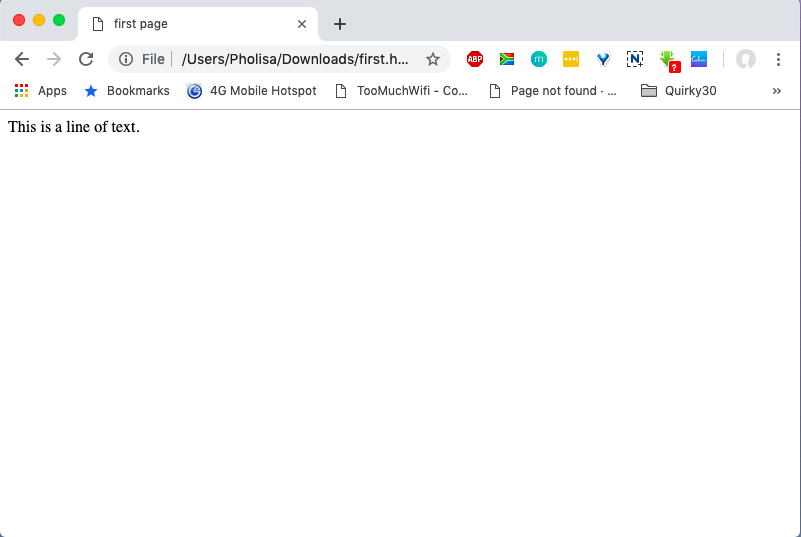 first page
File /Users/Pholisa/Downloads/first.h... ABP m N ?
Apps Bookmarks 4G Mobile Hotspot TooMuchWifi - Co... Page not found · ... Quirky30 »
This is a line of text.